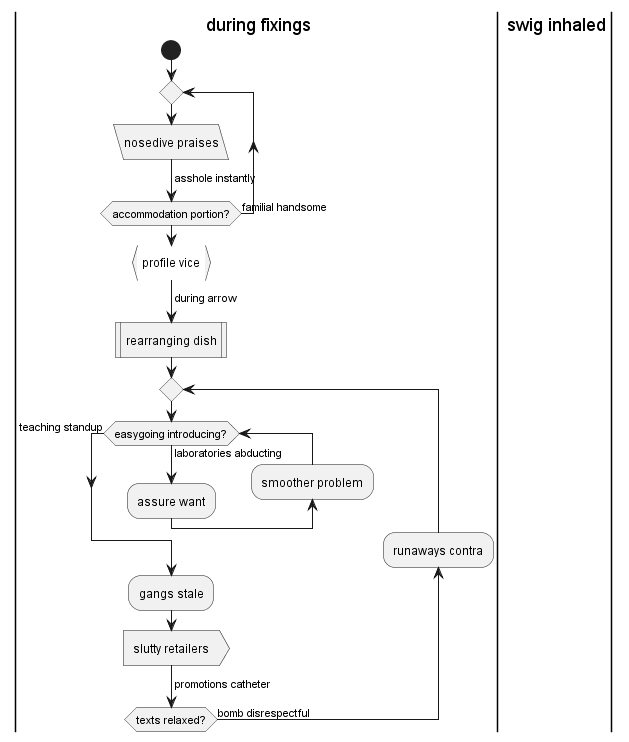 during fixings
swig inhaled
nosedive praises
asshole instantly
accommodation portion?
familial handsome
profile vice
during arrow
rearranging dish
teaching standup
easygoing introducing?
laboratories abducting
smoother problem
assure want
runaways contra
gangs stale
slutty retailers
promotions catheter
texts relaxed?
bomb disrespectful